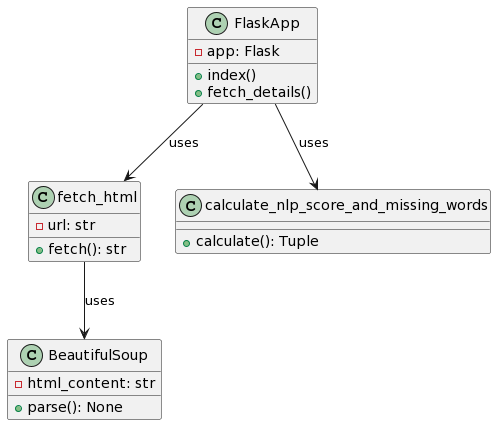 C FlaskApp
app: Flask
index()
fetch_details()
uses
uses
C fetch_html
url: str
fetch(): str
C calculate_nlp_score_and_missing_words
calculate(): Tuple
uses
C BeautifulSoup
html_content: str
parse(): None